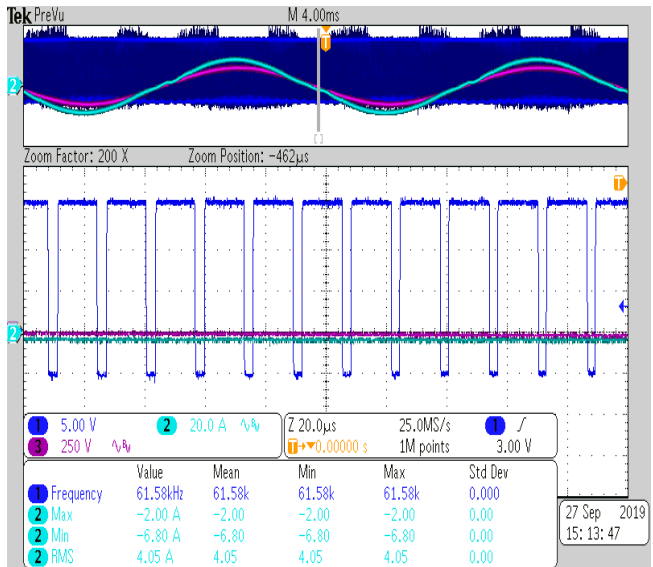 Tek PreVu M 4.00ms
T
2
Zoom Factor: 200 X Zoom Position: -462µs
T
2
1 5.00 V 2 20.0 A Z 20.0µs 25.0MS/s 1
3 250 V T→▼0.00000 s 1M points 3.00 V
Value Mean Min Max Std Dev
1 Frequency 61.58kHz 61.58k 61.58k 61.58k 0.000
2 Max -2.00 A -2.00 -2.00 -2.00 0.00
2 Min -6.80 A -6.80 -6.80 -6.80 0.00
2 RMS 4.05 A 4.05 4.05 4.05 0.00
27 Sep 2019
15: 13: 47